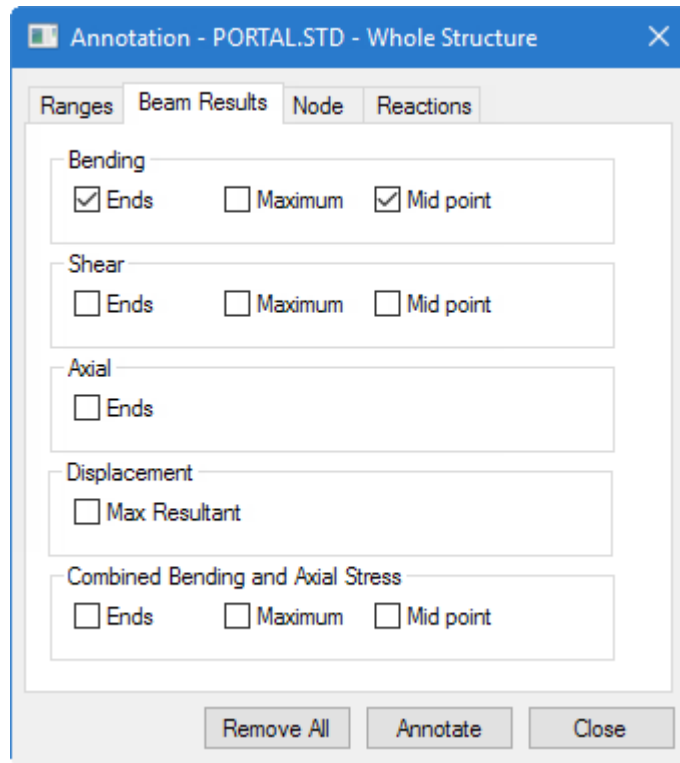 Annotation - PORTAL.STD - Whole Structure
Ranges Beam Results Node Reactions
Bending
Ends Maximum Mid point
Shear
Ends Maximum Mid point
Axial
Ends
Displacement
Max Resultant
Combined Bending and Axial Stress
Ends Maximum Mid point
Remove All Annotate Close